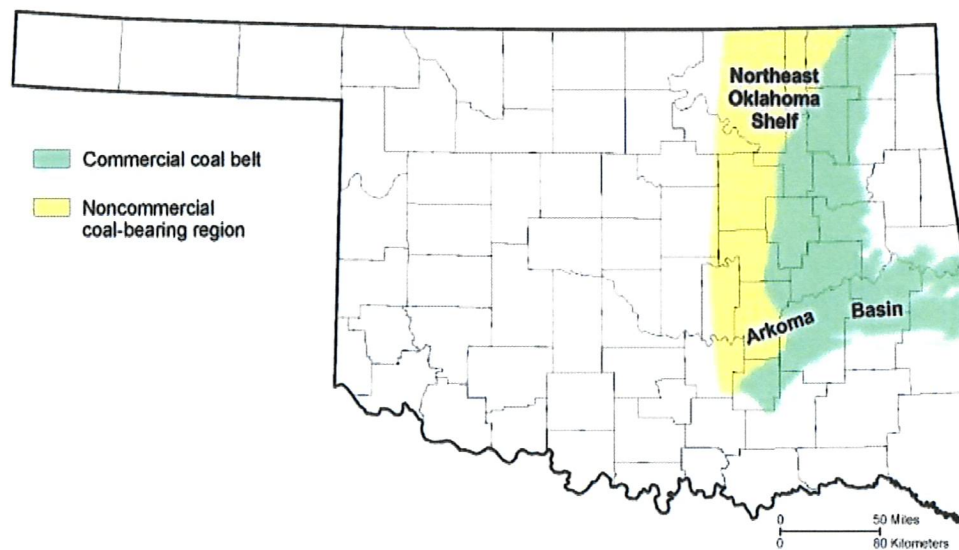 Northeast
Oklahoma
Shelf
Commercial coal belt
Noncommercial
coal-bearing region
Arkoma
Basin
0 50 Miles
0 80 Kilometers